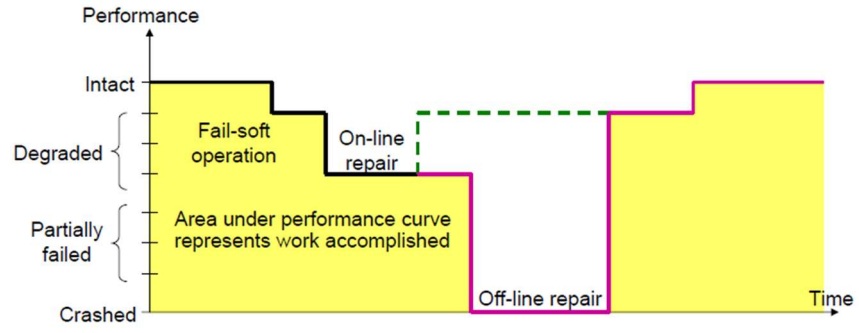 Performance
Intact
Degraded
Fail-soft
operation
On-line
repair
Partially
failed
Area under performance curve
represents work accomplished
Crashed
Off-line repair
Time